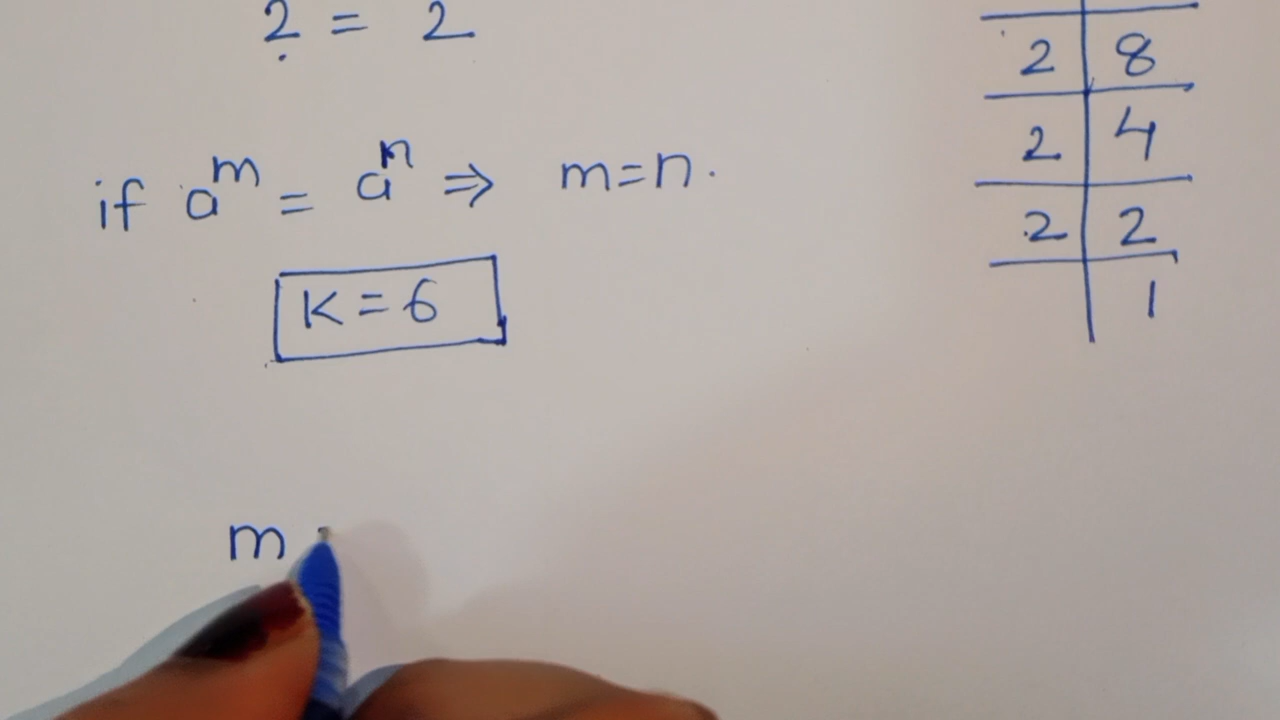 2 = 2
if a^m = a^n ⇒ m=n.
K = 6
m
2 | 8
2 | 4
2 | 2
1